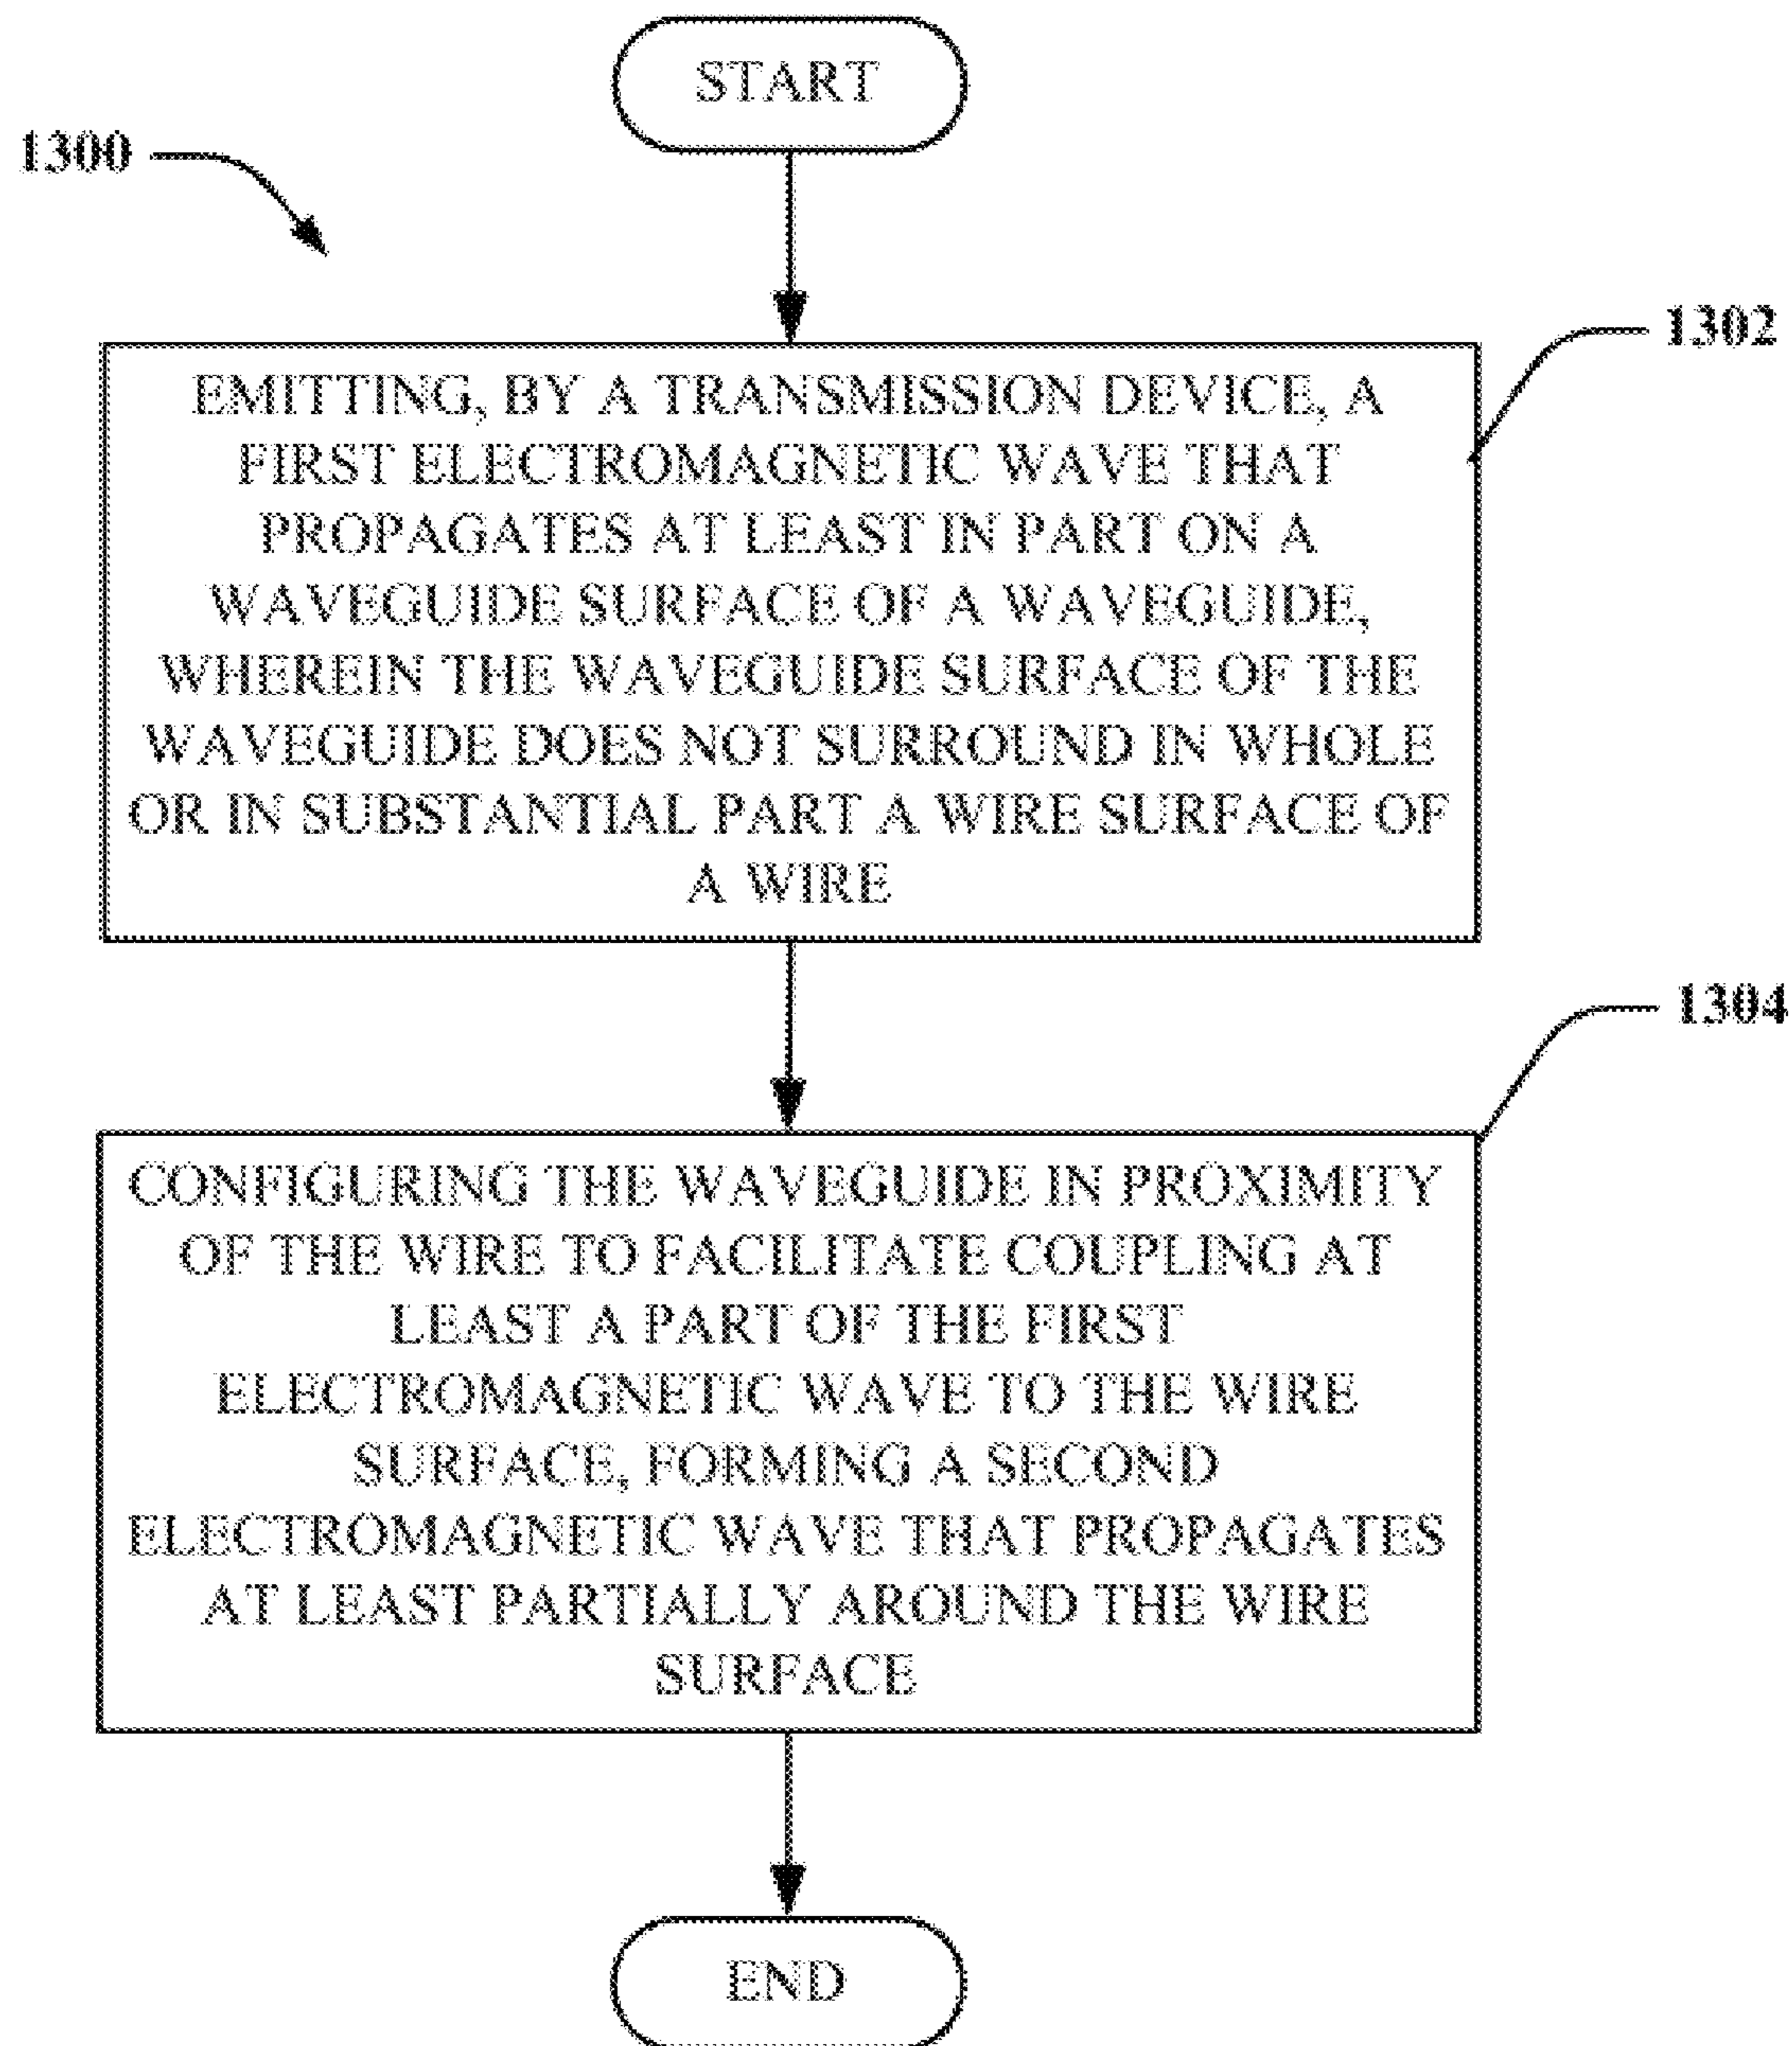 START
1300
1302
EMITTING, BY A TRANSMISSION DEVICE, A
FIRST ELECTROMAGNETIC WAVE THAT
PROPAGATES AT LEAST IN PART ON A
WAVEGUIDE SURFACE OF A WAVEGUIDE,
WHEREIN THE WAVEGUIDE SURFACE OF THE
WAVEGUIDE DOES NOT SURROUND IN WHOLE
OR IN SUBSTANTIAL PART A WIRE SURFACE OF
A WIRE
1304
CONFIGURING THE WAVEGUIDE IN PROXIMITY
OF THE WIRE TO FACILITATE COUPLING AT
LEAST A PART OF THE FIRST
ELECTROMAGNETIC WAVE TO THE WIRE
SURFACE, FORMING A SECOND
ELECTROMAGNETIC WAVE THAT PROPAGATES
AT LEAST PARTIALLY AROUND THE WIRE
SURFACE
END